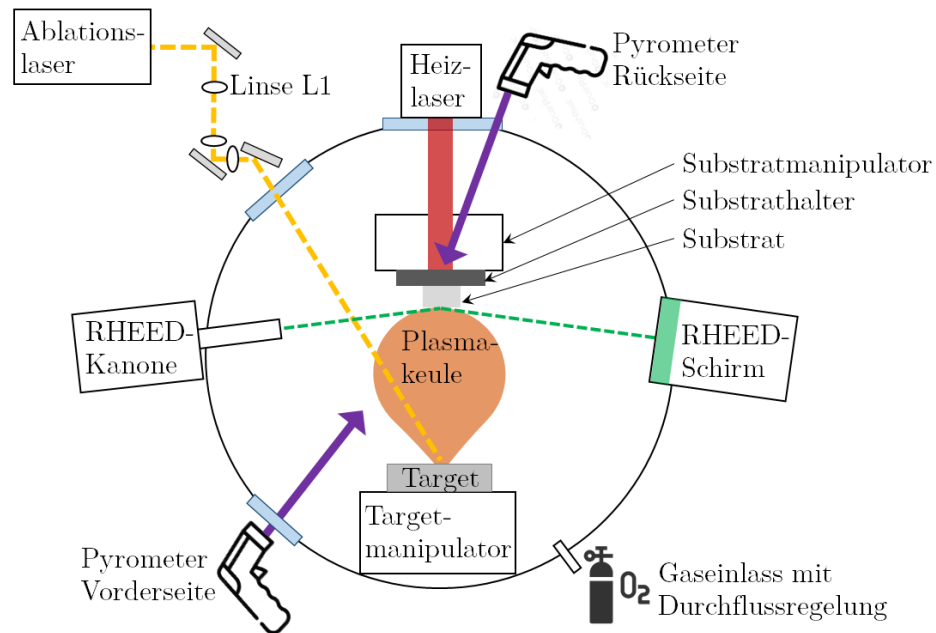 Ablations-
laser
Linse L1
Heiz-
laser
Pyrometer
Rückseite
Substratmanipulator
Substrathalter
Substrat
RHEED-
Kanone
Plasma-
keule
RHEED-
Schirm
Target
Target-
manipulator
Pyrometer
Vorderseite
O2
Gaseinlass mit
Durchflussregelung